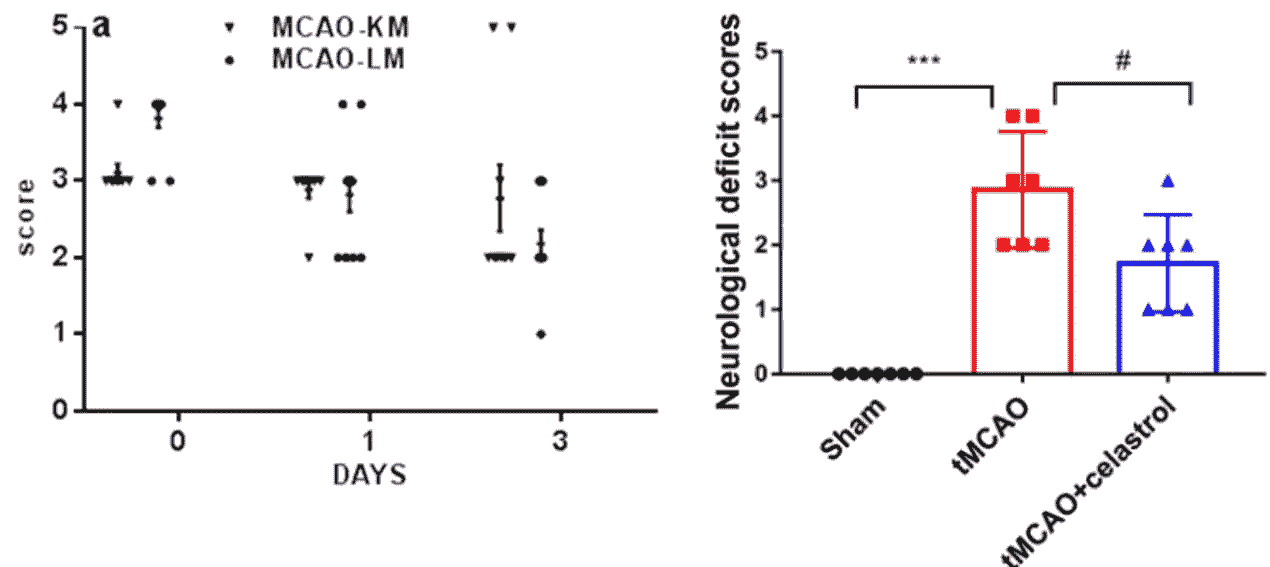 a
MCAO-KM
MCAO-LM
5
4
3
2
1
0
score
0 1 3
DAYS
Neurological deficit scores
5
4
3
2
1
0
*** #
Sham
tMCAO
tMCAO+celastrol